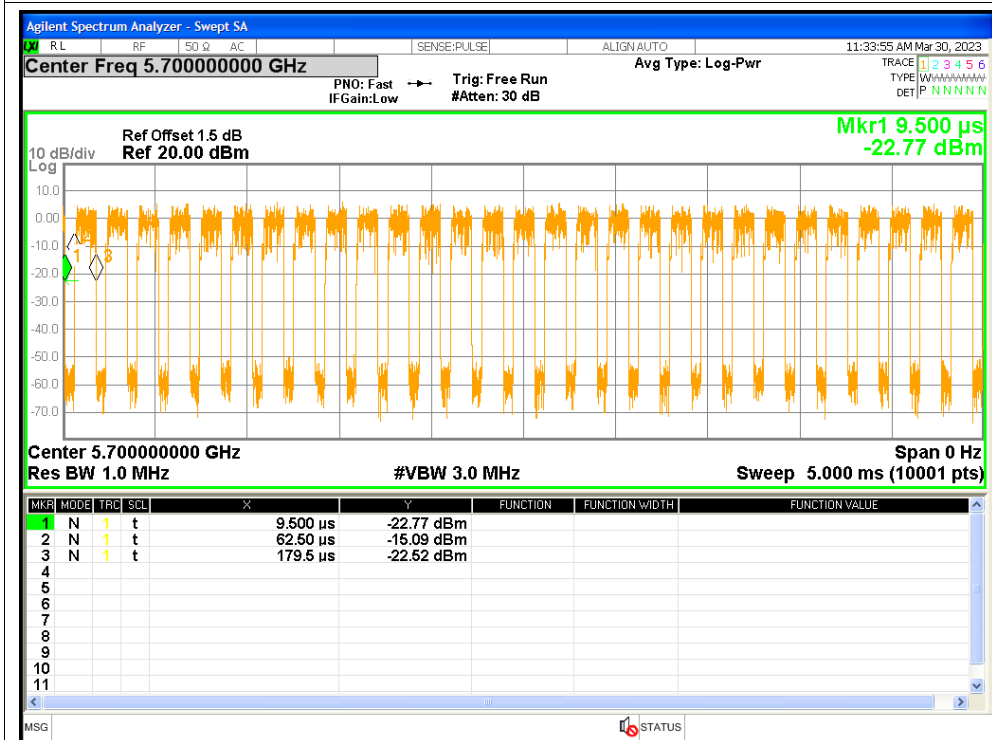 Agilent Spectrum Analyzer - Swept SA
LXI RL RF 50 Ω AC SENSE:PULSE ALIGN AUTO 11:33:55 AM Mar 30, 2023
Center Freq 5.700000000 GHz
PNO: Fast
IFGain:Low
Trig: Free Run
#Atten: 30 dB
Avg Type: Log-Pwr
TRACE 1 2 3 4 5 6
TYPE W
DET P N N N N N
Mkr1 9.500 µs
-22.77 dBm
Ref Offset 1.5 dB
10 dB/div Ref 20.00 dBm
Log
10.0
0.00
-10.0
1 3
-20.0
-30.0
-40.0
-50.0
-60.0
-70.0
Center 5.700000000 GHz Span 0 Hz
Res BW 1.0 MHz #VBW 3.0 MHz Sweep 5.000 ms (10001 pts)
MKR MODE TRC SCL X Y FUNCTION FUNCTION WIDTH FUNCTION VALUE
1 N 1 t 9.500 µs -22.77 dBm
2 N 1 t 62.50 µs -15.09 dBm
3 N 1 t 179.5 µs -22.52 dBm
4
5
6
7
8
9
10
11
MSG STATUS